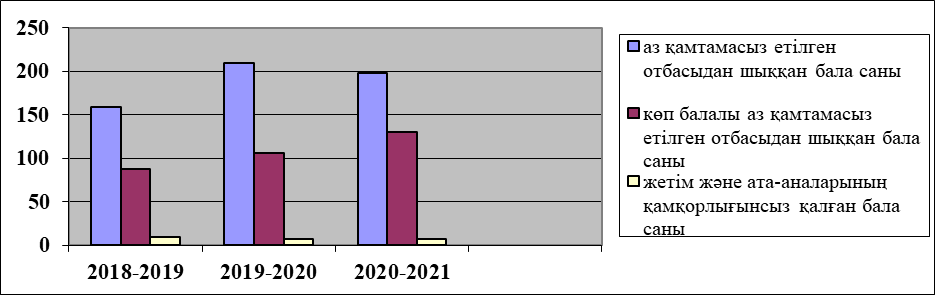 250
200
150
100
50
0
2018-2019 2019-2020 2020-2021
аз қамтамасыз етілген
отбасыдан шыққан бала саны
көп балалы аз қамтамасыз
етілген отбасыдан шыққан бала
саны
жетім және ата-аналарының
қамқорлығынсыз қалған бала
саны